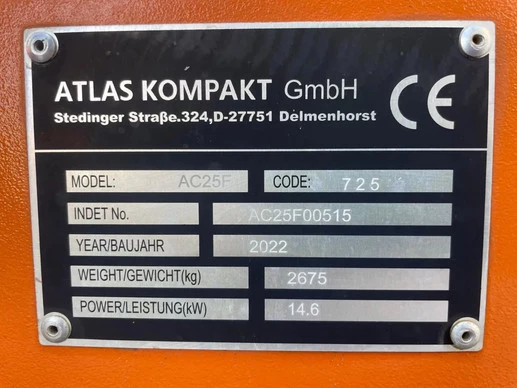 ATLAS KOMPAKT GmbH
Stedinger Straße.324,D-27751 Delmenhorst
CE
MODEL: AC25F CODE: 725
INDET No. AC25F00515
YEAR/BAUJAHR 2022
WEIGHT/GEWICHT(kg) 2675
POWER/LEISTUNG(kW) 14.6